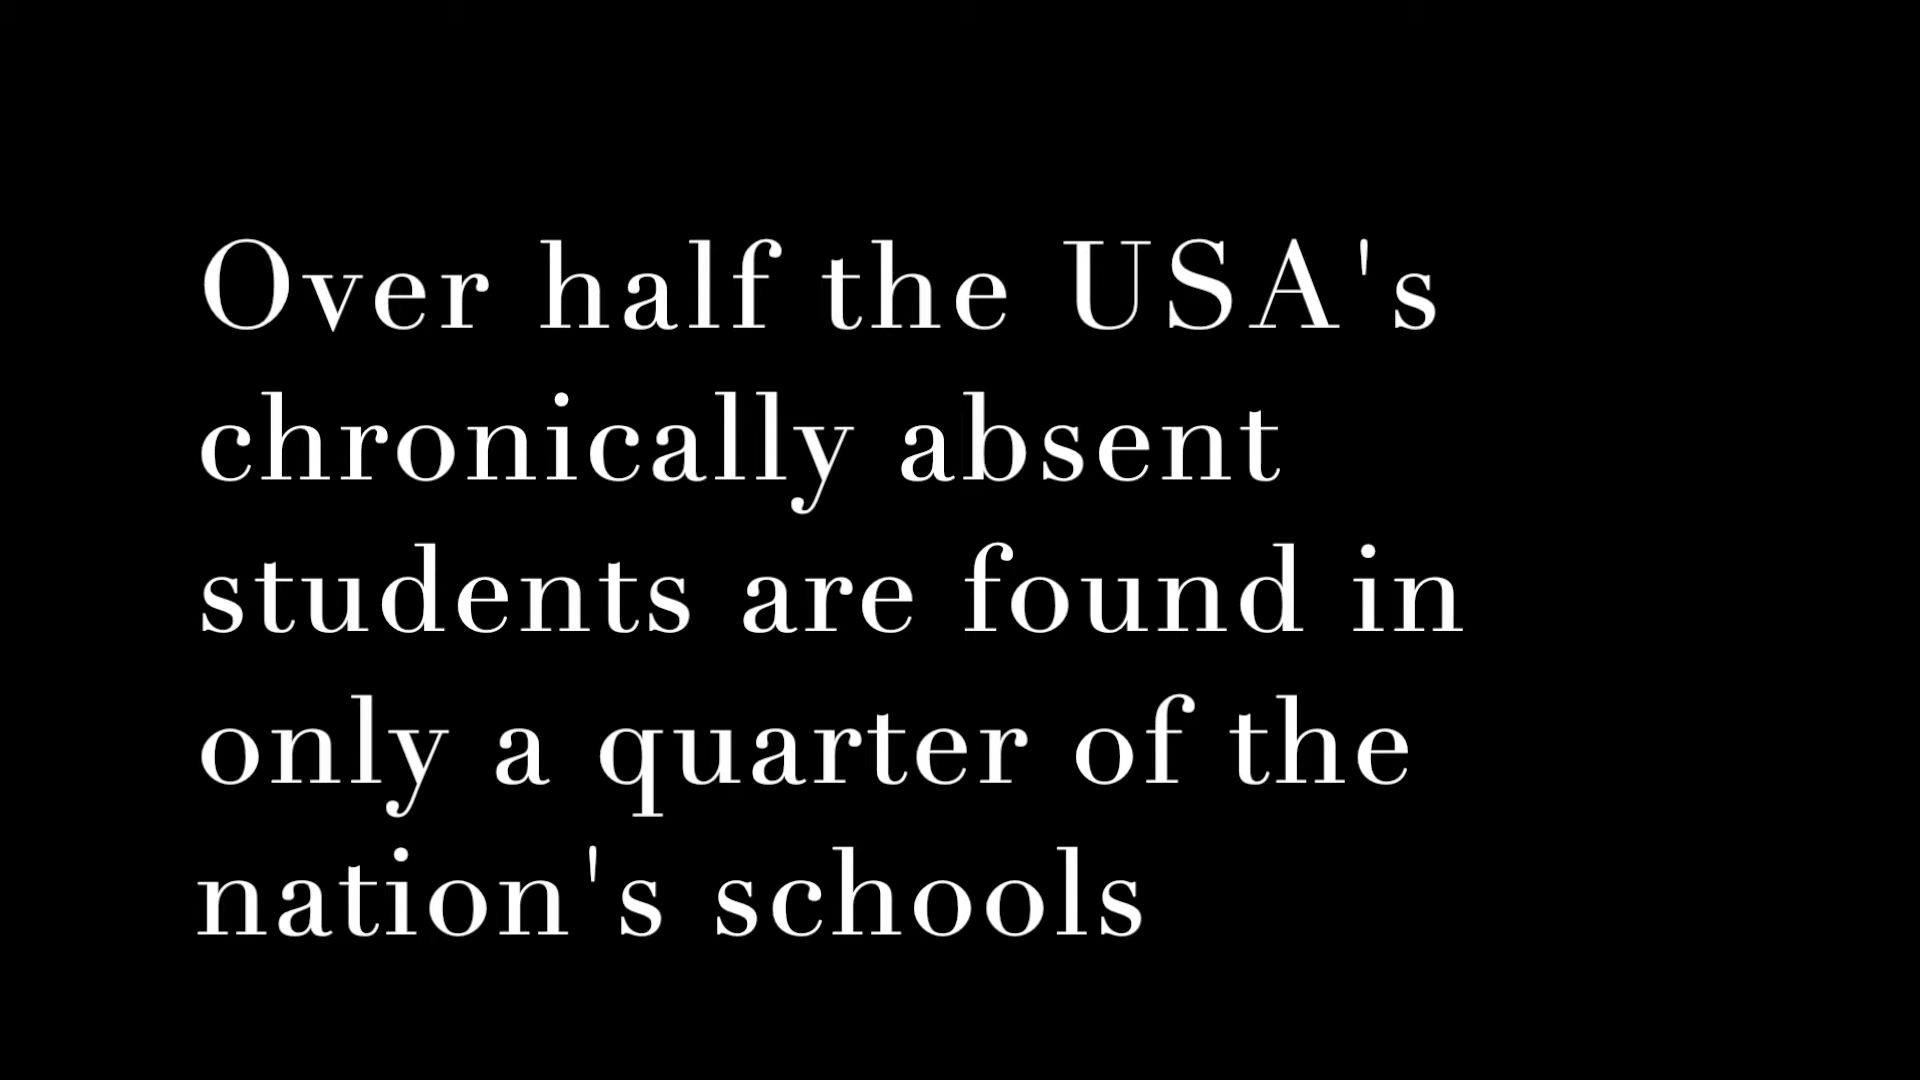 Over half the USA's
chronically absent
students are found in
only a quarter of the
nation's schools